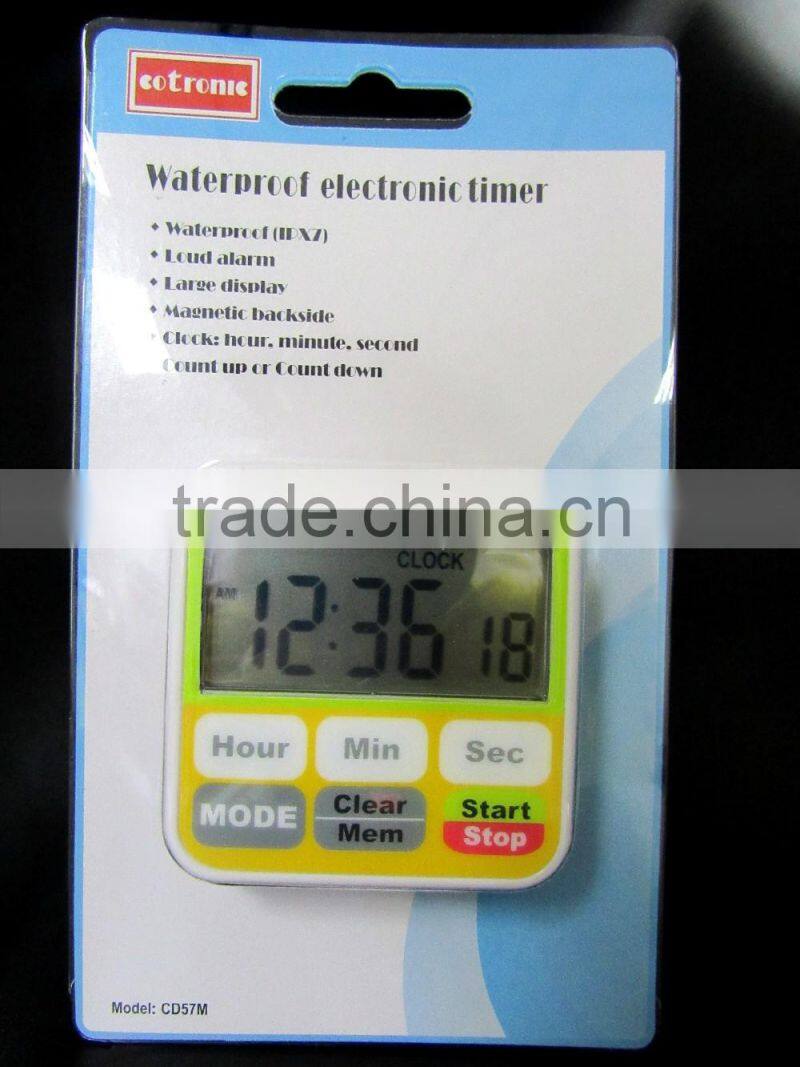 cotronic
Waterproof electronic timer
Waterproof (IPX7)
Loud alarm
Large display
Magnetic backside
Clock: hour, minute, second
Count up or Count down
trade.china.cn
CLOCK
AM 12:36 18
Hour Min Sec
MODE Clear Start
Mem Stop
Model: CD57M